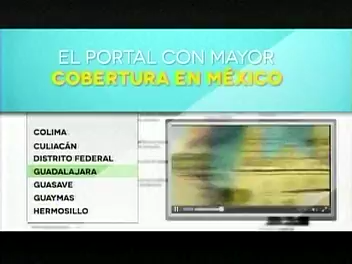 EL PORTAL CON MAYOR
COBERTURA EN MÉXICO
COLIMA
CULIACÁN
DISTRITO FEDERAL
GUADALAJARA
GUASAVE
GUAYMAS
HERMOSILLO